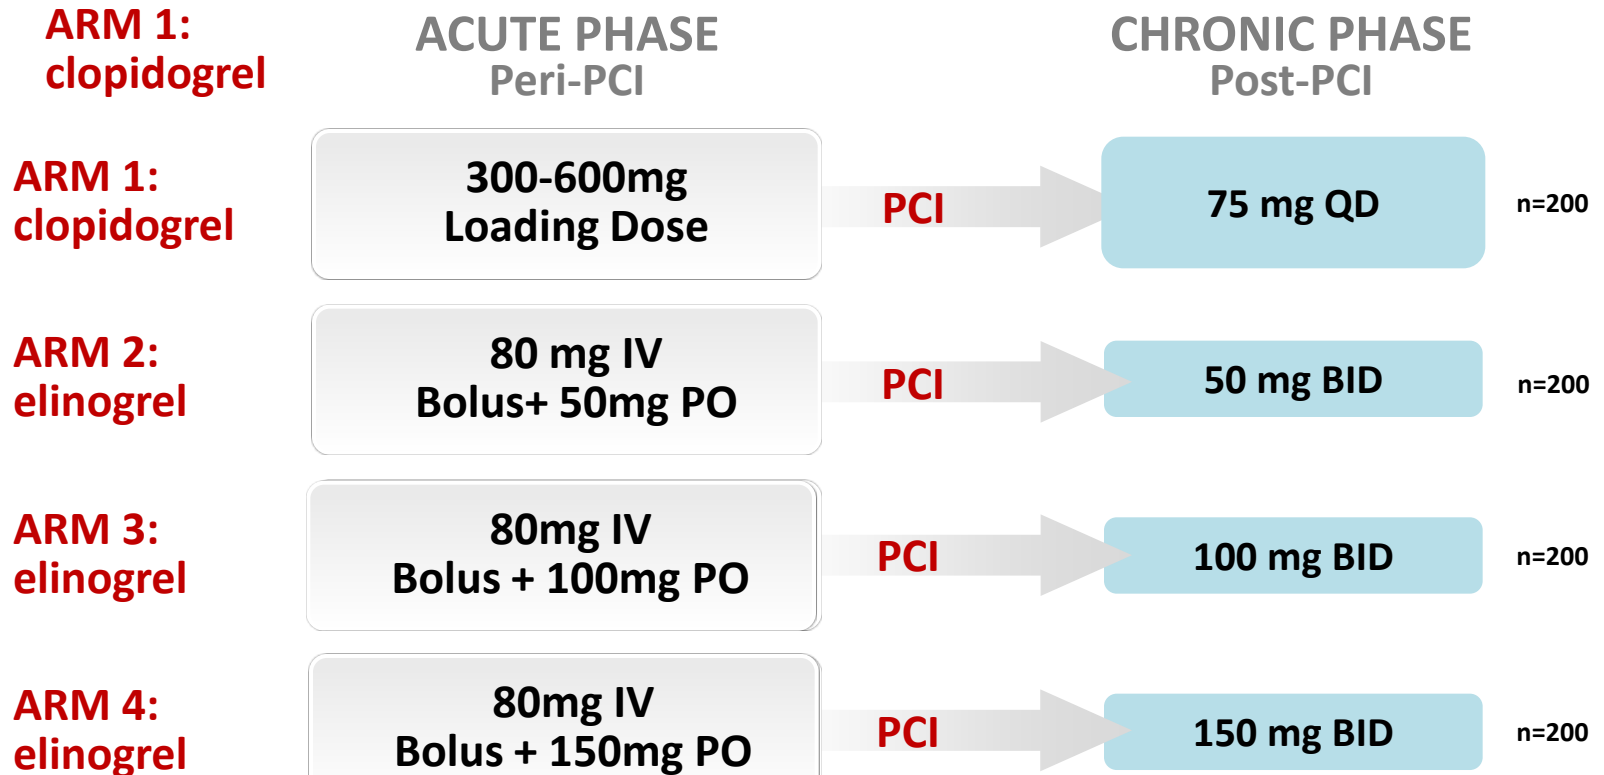 ARM 1:
clopidogrel
ACUTE PHASE
Peri-PCI
CHRONIC PHASE
Post-PCI
ARM 1:
clopidogrel
300-600mg
Loading Dose
PCI
75 mg QD
n=200
ARM 2:
elinogrel
80 mg IV
Bolus+ 50mg PO
PCI
50 mg BID
n=200
ARM 3:
elinogrel
80mg IV
Bolus + 100mg PO
PCI
100 mg BID
n=200
ARM 4:
elinogrel
80mg IV
Bolus + 150mg PO
PCI
150 mg BID
n=200